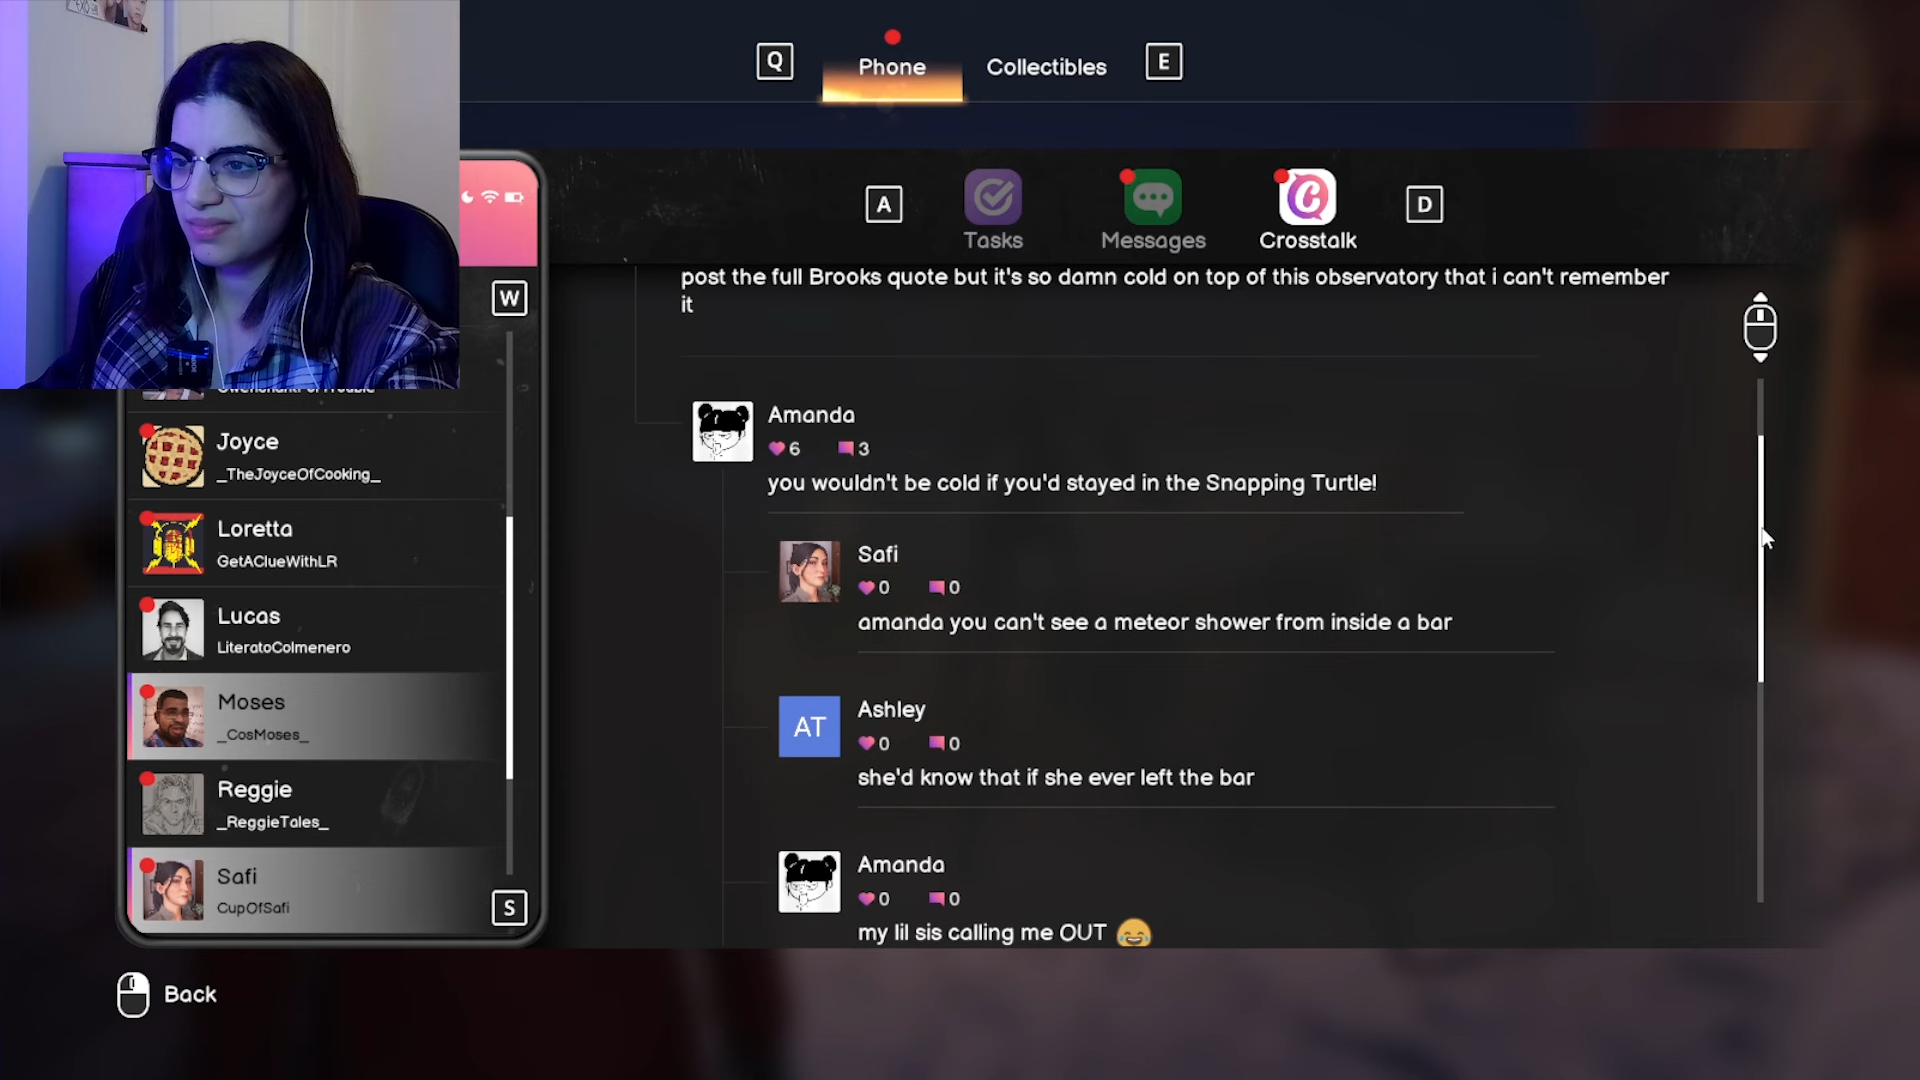 Q
Phone
Collectibles
E
A
Tasks
Messages
Crosstalk
D
W
Joyce
_TheJoyceOfCooking_
Loretta
GetAClueWithLR
Lucas
LiteratoColmenero
Moses
_CosMoses_
Reggie
_ReggieTales_
Safi
CupOfSafi
S
post the full Brooks quote but it's so damn cold on top of this observatory that i can't remember
it
Amanda
6 3
you wouldn't be cold if you'd stayed in the Snapping Turtle!
Safi
0 0
amanda you can't see a meteor shower from inside a bar
AT
Ashley
0 0
she'd know that if she ever left the bar
Amanda
0 0
my lil sis calling me OUT 😂
Back